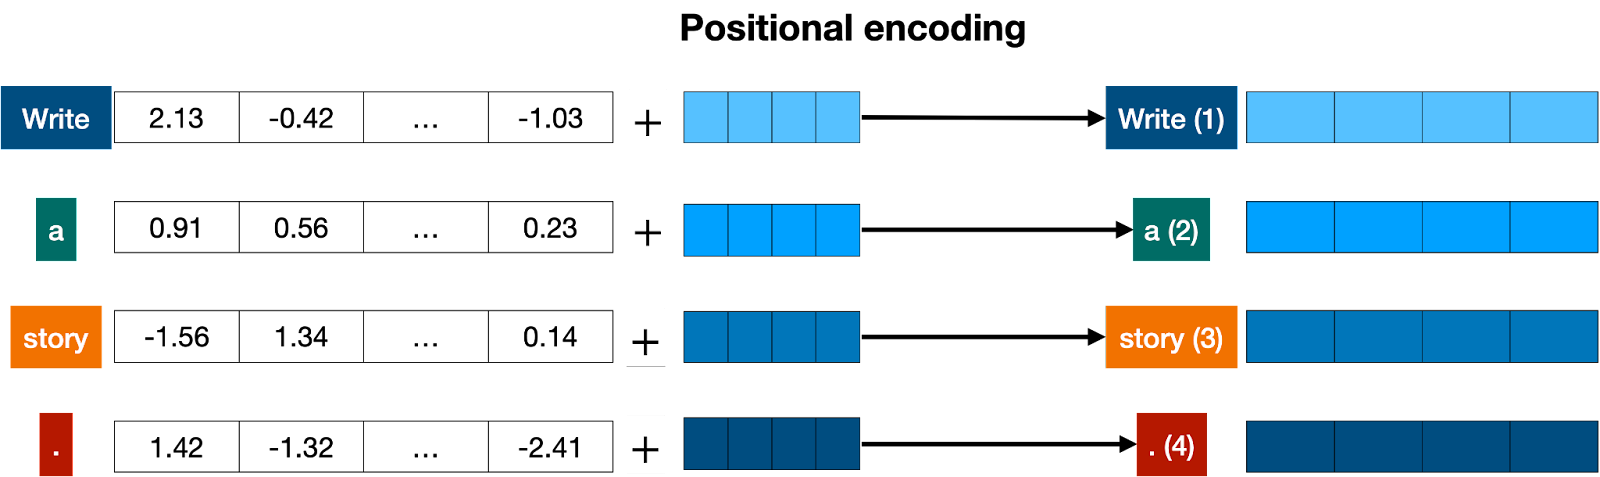 Positional encoding
Write 2.13 -0.42 ... -1.03 + Write (1)
a 0.91 0.56 ... 0.23 + a (2)
story -1.56 1.34 ... 0.14 + story (3)
. 1.42 -1.32 ... -2.41 + . (4)